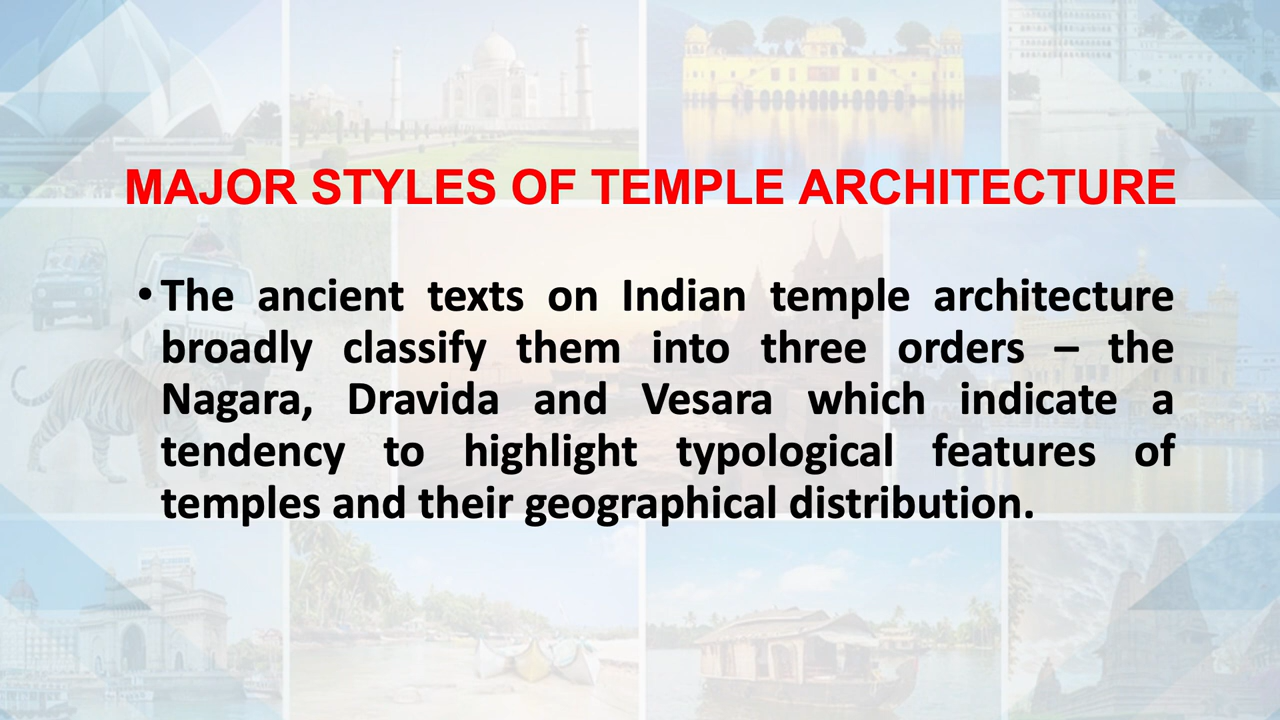 MAJOR STYLES OF TEMPLE ARCHITECTURE
• The ancient texts on Indian temple architecture
broadly classify them into three orders – the
Nagara, Dravida and Vesara which indicate a
tendency to highlight typological features of
temples and their geographical distribution.